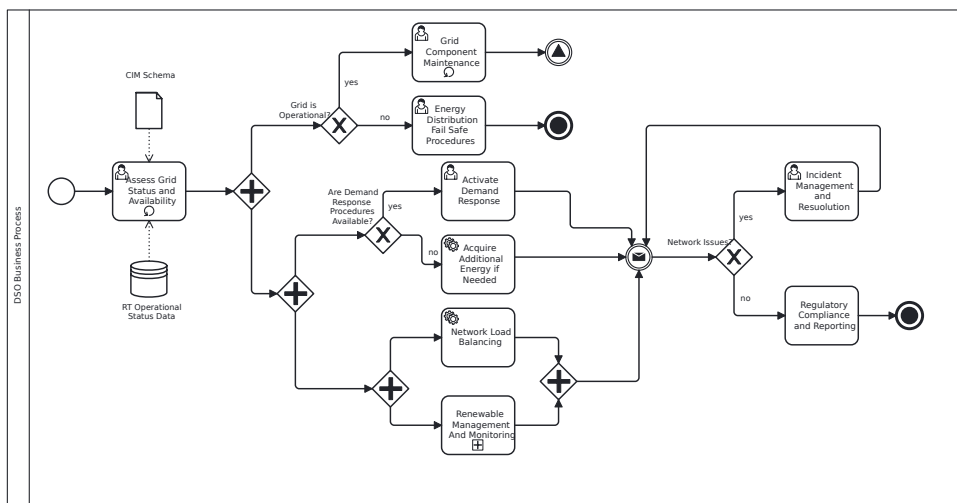 DSO Business Process
CIM Schema
Assess Grid
Status and
Availability
RT Operational
Status Data
Grid is
Operational?
yes
no
Grid
Component
Maintenance
Energy
Distribution
Fail Safe
Procedures
Are Demand
Response
Procedures
Available?
yes
no
Activate
Demand
Response
Acquire
Additional
Energy if
Needed
Network Load
Balancing
Renewable
Management
And Monitoring
Network Issues?
yes
no
Incident
Management
and
Resuolution
Regulatory
Compliance
and Reporting